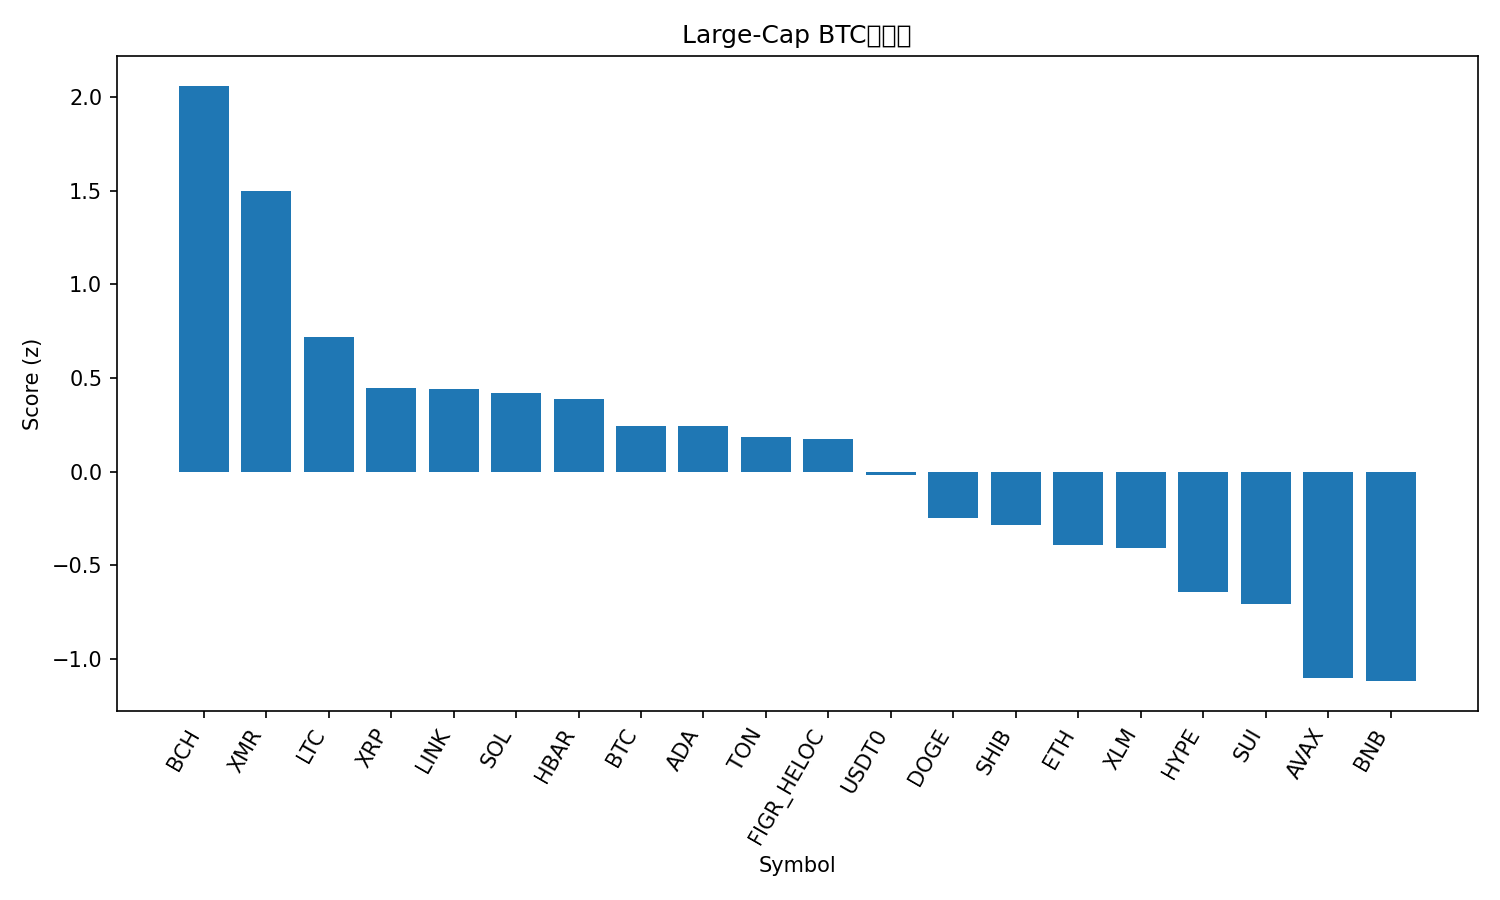 Large-Cap BTC
Score (z)
2.0
1.5
1.0
0.5
0.0
−0.5
−1.0
BCH
XMR
LTC
XRP
LINK
SOL
HBAR
BTC
ADA
TON
FIGR_HELOC
USDT0
DOGE
SHIB
ETH
XLM
HYPE
SUI
AVAX
BNB
Symbol